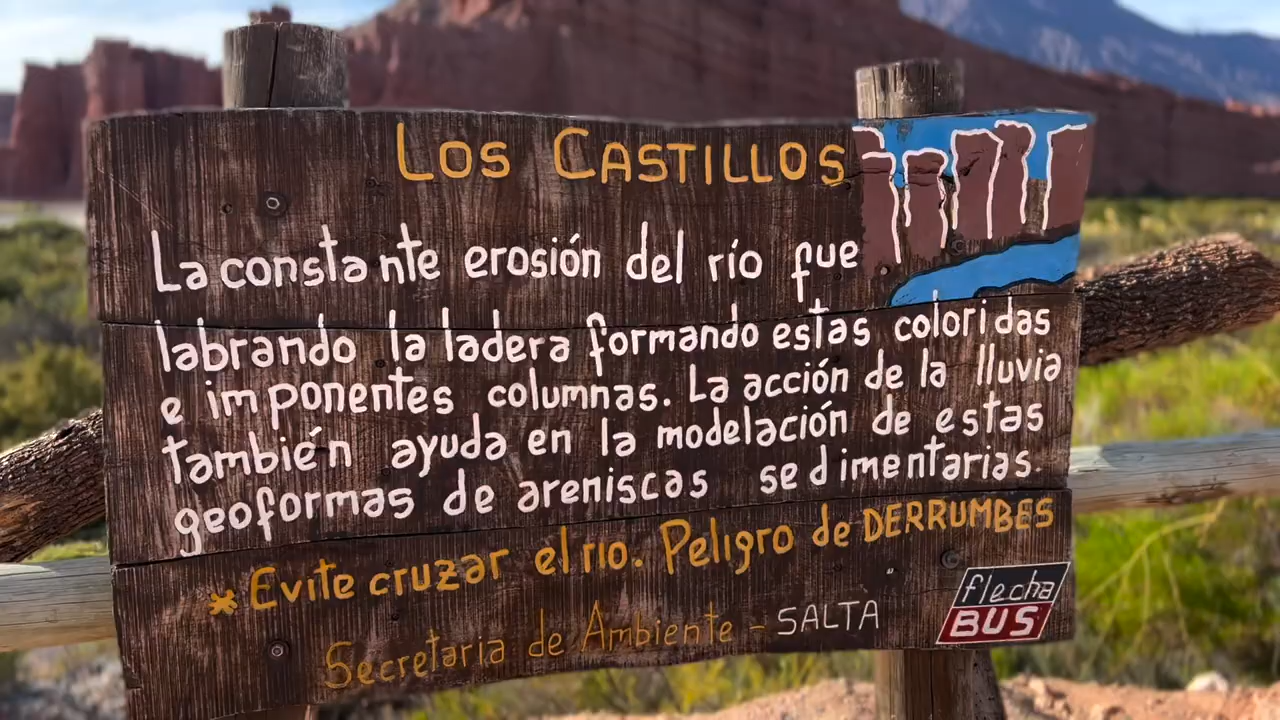 LOS CASTILLOS
La constante erosión del río fue
labrando la ladera formando estas coloridas
e imponentes columnas. La acción de la lluvia
también ayuda en la modelación de estas
geoformas de areniscas sedimentarias.
* Evite cruzar el rio. Peligro de DERRUMBES
Secretaria de Ambiente - SALTA
flecha
BUS